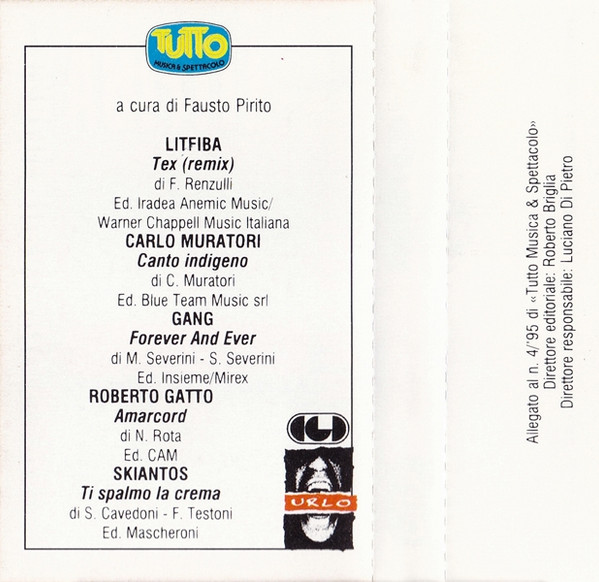 TUTTO
MUSICA & SPETTACOLO
a cura di Fausto Pirito
LITFIBA
Tex (remix)
di F. Renzulli
Ed. Iradea Anemic Music/
Warner Chappell Music Italiana
CARLO MURATORI
Canto indigeno
di C. Muratori
Ed. Blue Team Music srl
GANG
Forever And Ever
di M. Severini - S. Severini
Ed. Insieme/Mirex
ROBERTO GATTO
Amarcord
di N. Rota
Ed. CAM
SKIANTOS
Ti spalmo la crema
di S. Cavedoni - F. Testoni
Ed. Mascheroni
CGD
URLO
Allegato al n. 4/'95 di «Tutto Musica & Spettacolo»
Direttore editoriale: Roberto Briglia
Direttore responsabile: Luciano Di Pietro